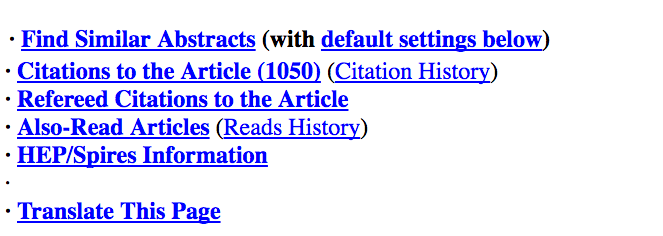 · Find Similar Abstracts (with default settings below)
· Citations to the Article (1050) (Citation History)
· Refereed Citations to the Article
· Also-Read Articles (Reads History)
· HEP/Spires Information
·
· Translate This Page